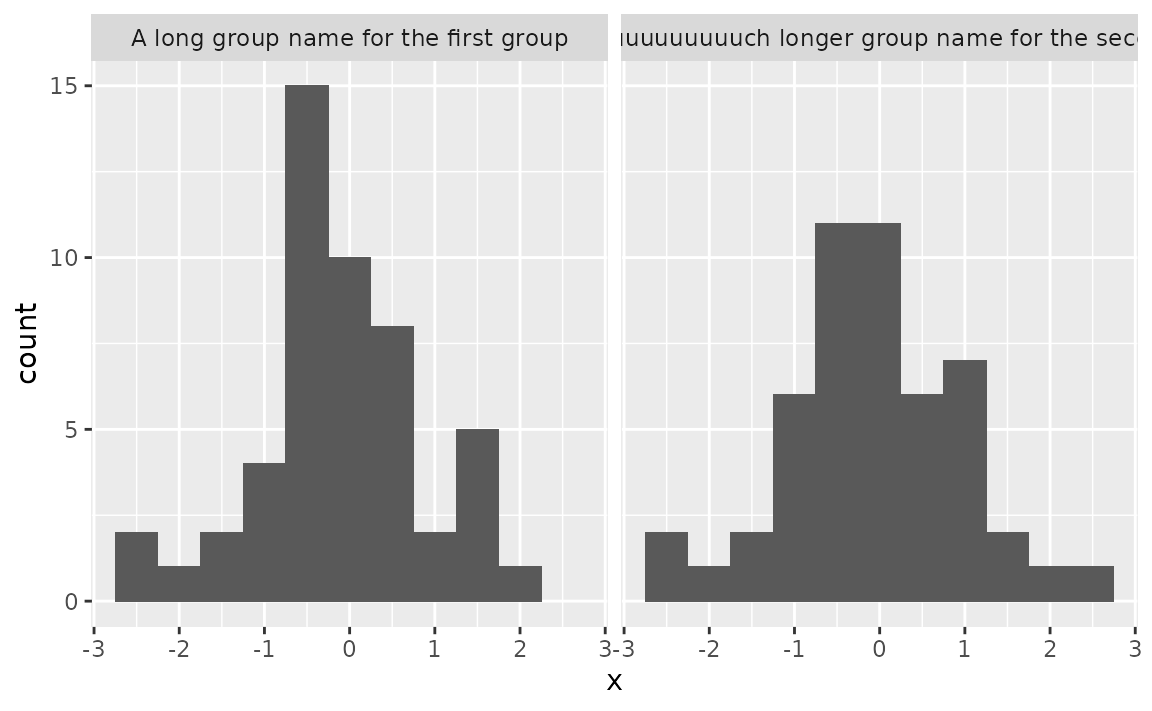 A long group name for the first group
uuuuuuuuuch longer group name for the sec
15
10
5
0
count
-3 -2 -1 0 1 2 3
-3 -2 -1 0 1 2 3
x